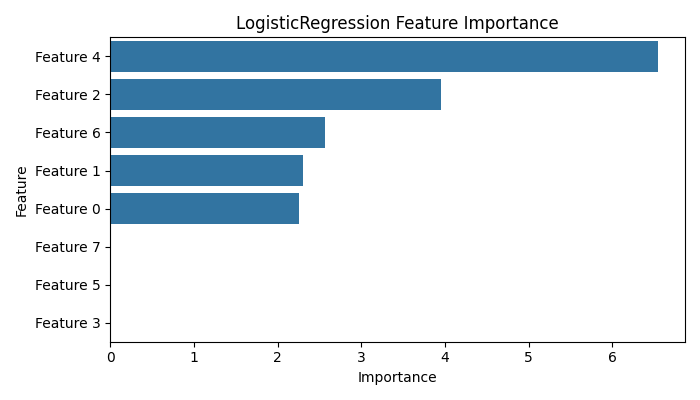 LogisticRegression Feature Importance
Feature 4
Feature 2
Feature 6
Feature 1
Feature 0
Feature 7
Feature 5
Feature 3
Feature
0 1 2 3 4 5 6
Importance